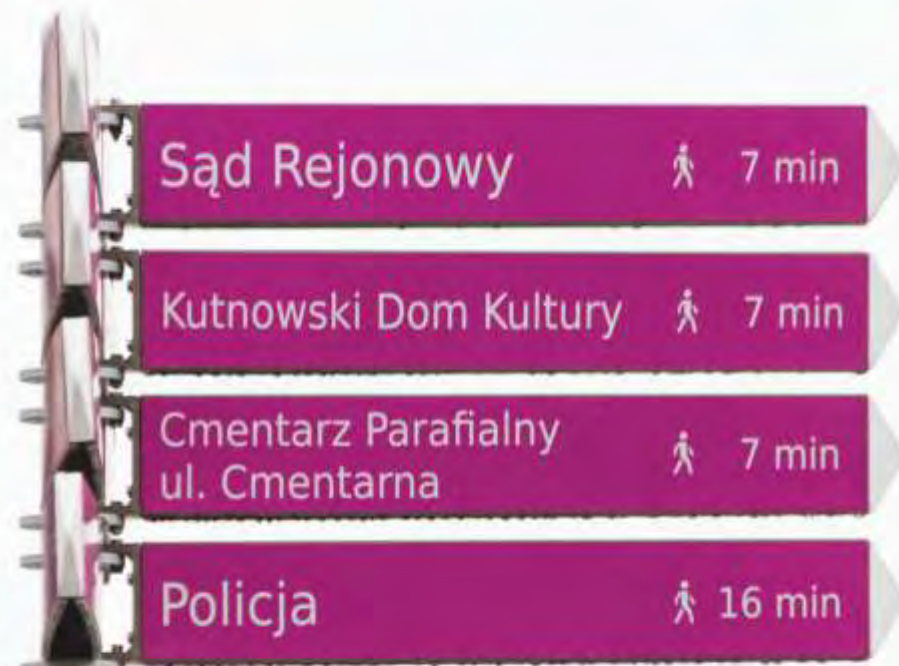 Sąd Rejonowy 7 min
Kutnowski Dom Kultury 7 min
Cmentarz Parafialny
ul. Cmentarna 7 min
Policja 16 min